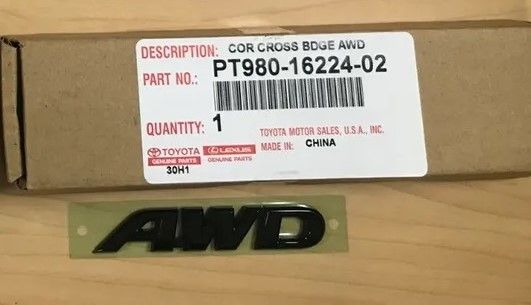 DESCRIPTION: COR CROSS BDGE AWD
PART NO.: PT980-16224-02
QUANTITY: 1
TOYOTA MOTOR SALES, U.S.A., INC.
TOYOTA LEXUS MADE IN: CHINA
GENUINE PARTS GENUINE PARTS
30H1
AWD